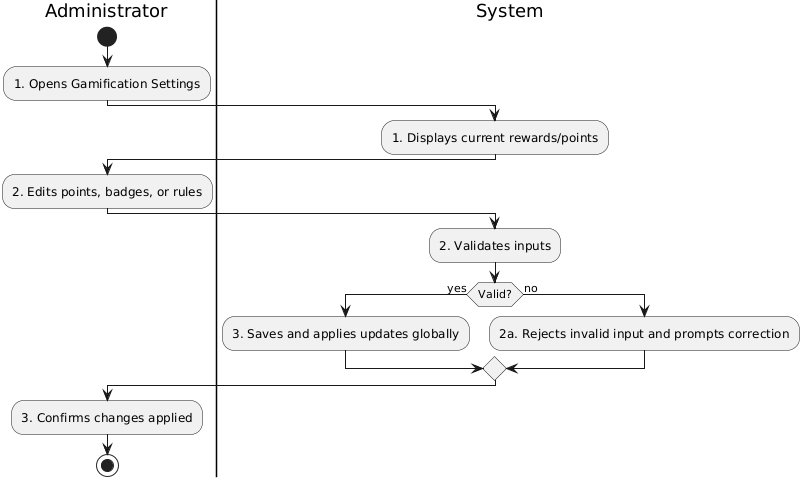 Administrator
System
1. Opens Gamification Settings
1. Displays current rewards/points
2. Edits points, badges, or rules
2. Validates inputs
yes
Valid?
no
3. Saves and applies updates globally
2a. Rejects invalid input and prompts correction
3. Confirms changes applied